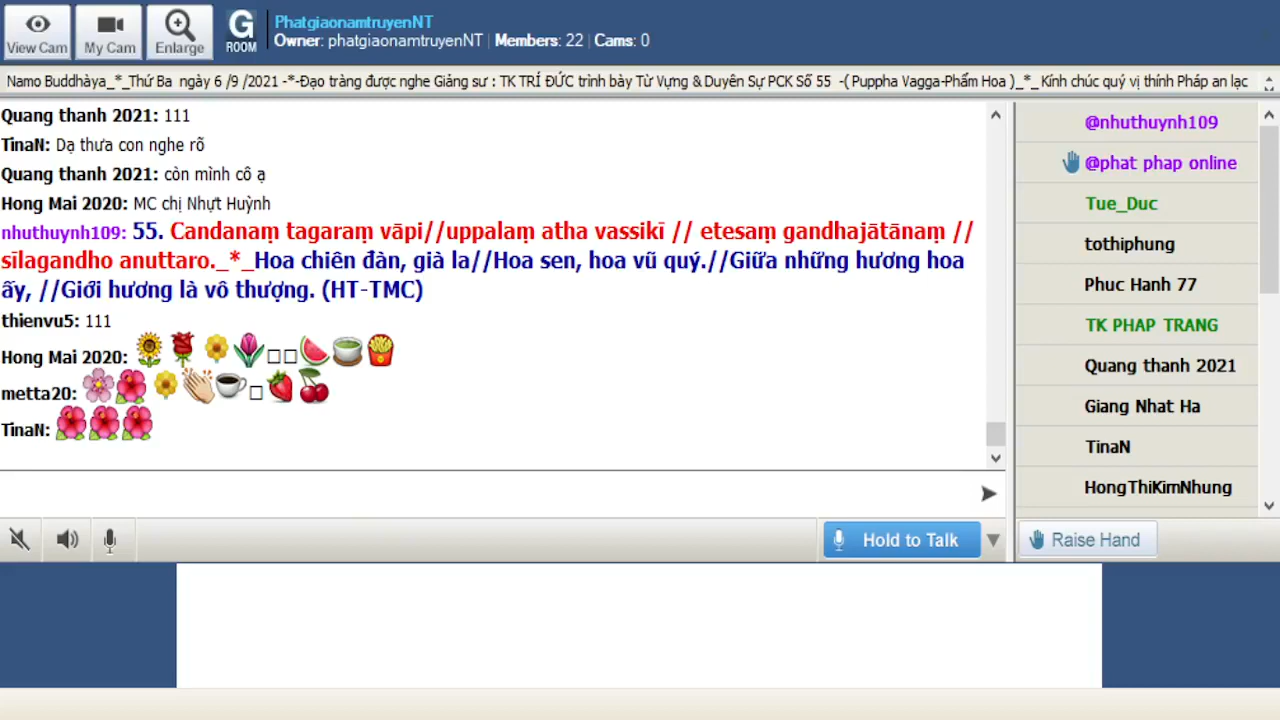 View Cam
My Cam
Enlarge
G
ROOM
PhatgiaonamtruyenNT
Owner: phatgiaonamtruyenNT | Members: 22 | Cams: 0
Namo Buddhàya_*_Thứ Ba ngày 6 /9 /2021 -*-Đạo tràng được nghe Giảng sư : TK TRÍ ĐỨC trình bày Từ Vựng & Duyên Sự PCK Số 55 -( Puppha Vagga-Phẩm Hoa )_*_ Kính chúc quý vị thính Pháp an lạc
Quang thanh 2021: 111
TinaN: Dạ thưa con nghe rõ
Quang thanh 2021: còn mình cô ạ
Hong Mai 2020: MC chị Nhựt Huỳnh
nhuthuynh109: 55. Candanaṃ tagaraṃ vāpi//uppalaṃ atha vassikī // etesaṃ gandhajātānaṃ //
sīlagandho anuttaro._*_Hoa chiên đàn, già la//Hoa sen, hoa vũ quý.//Giữa những hương hoa
ấy, //Giới hương là vô thượng. (HT-TMC)
thienvu5: 111
Hong Mai 2020:
metta20:
TinaN:
@nhuthuynh109
@phat phap online
Tue_Duc
tothiphung
Phuc Hanh 77
TK PHAP TRANG
Quang thanh 2021
Giang Nhat Ha
TinaN
HongThiKimNhung
Hold to Talk
Raise Hand